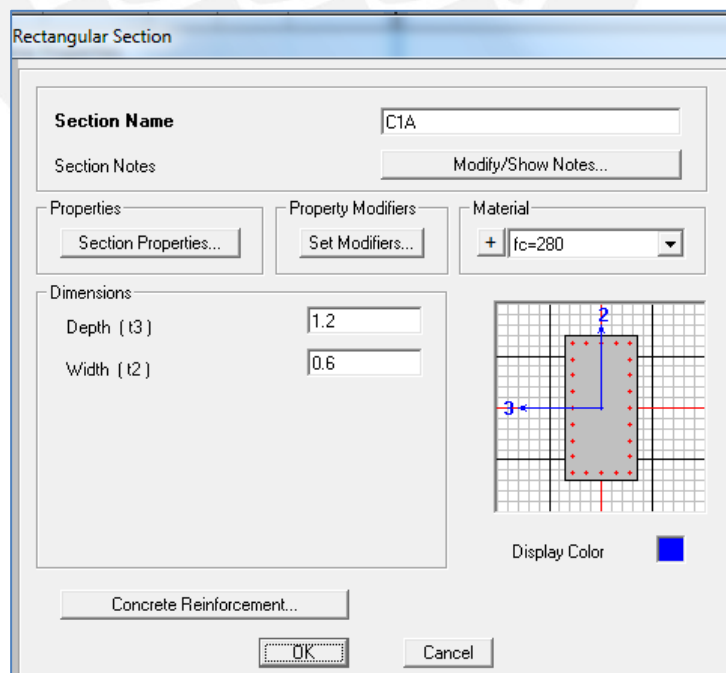 Rectangular Section
Section Name C1A
Section Notes Modify/Show Notes...
Properties Property Modifiers Material
Section Properties... Set Modifiers... + fc=280
Dimensions
Depth ( t3 ) 1.2
Width ( t2 ) 0.6
2
3
Display Color
Concrete Reinforcement...
OK Cancel